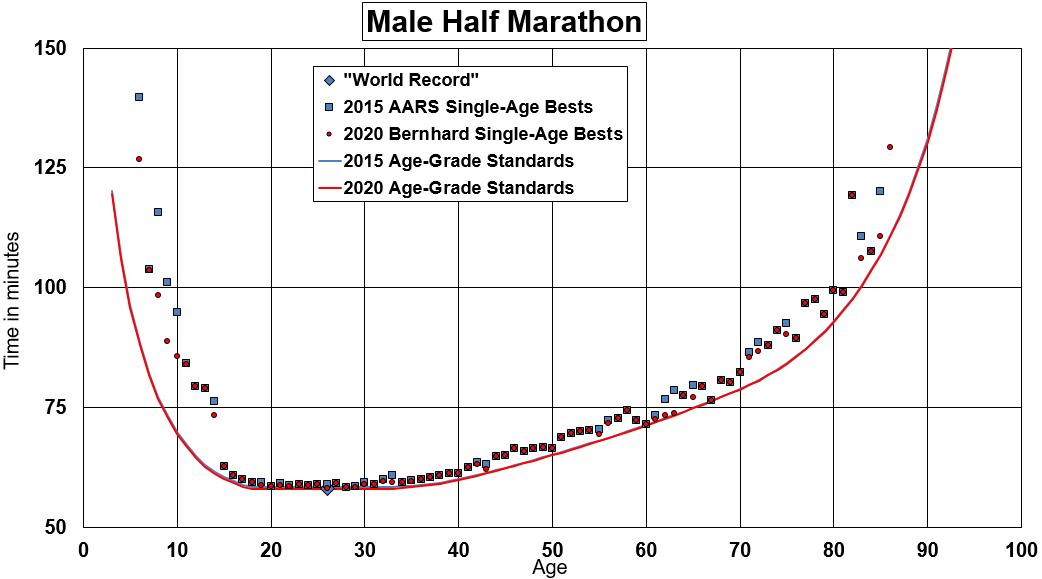 Male Half Marathon
"World Record"
2015 AARS Single-Age Bests
2020 Bernhard Single-Age Bests
2015 Age-Grade Standards
2020 Age-Grade Standards
150
125
100
75
50
Time in minutes
0 10 20 30 40 50 60 70 80 90 100
Age